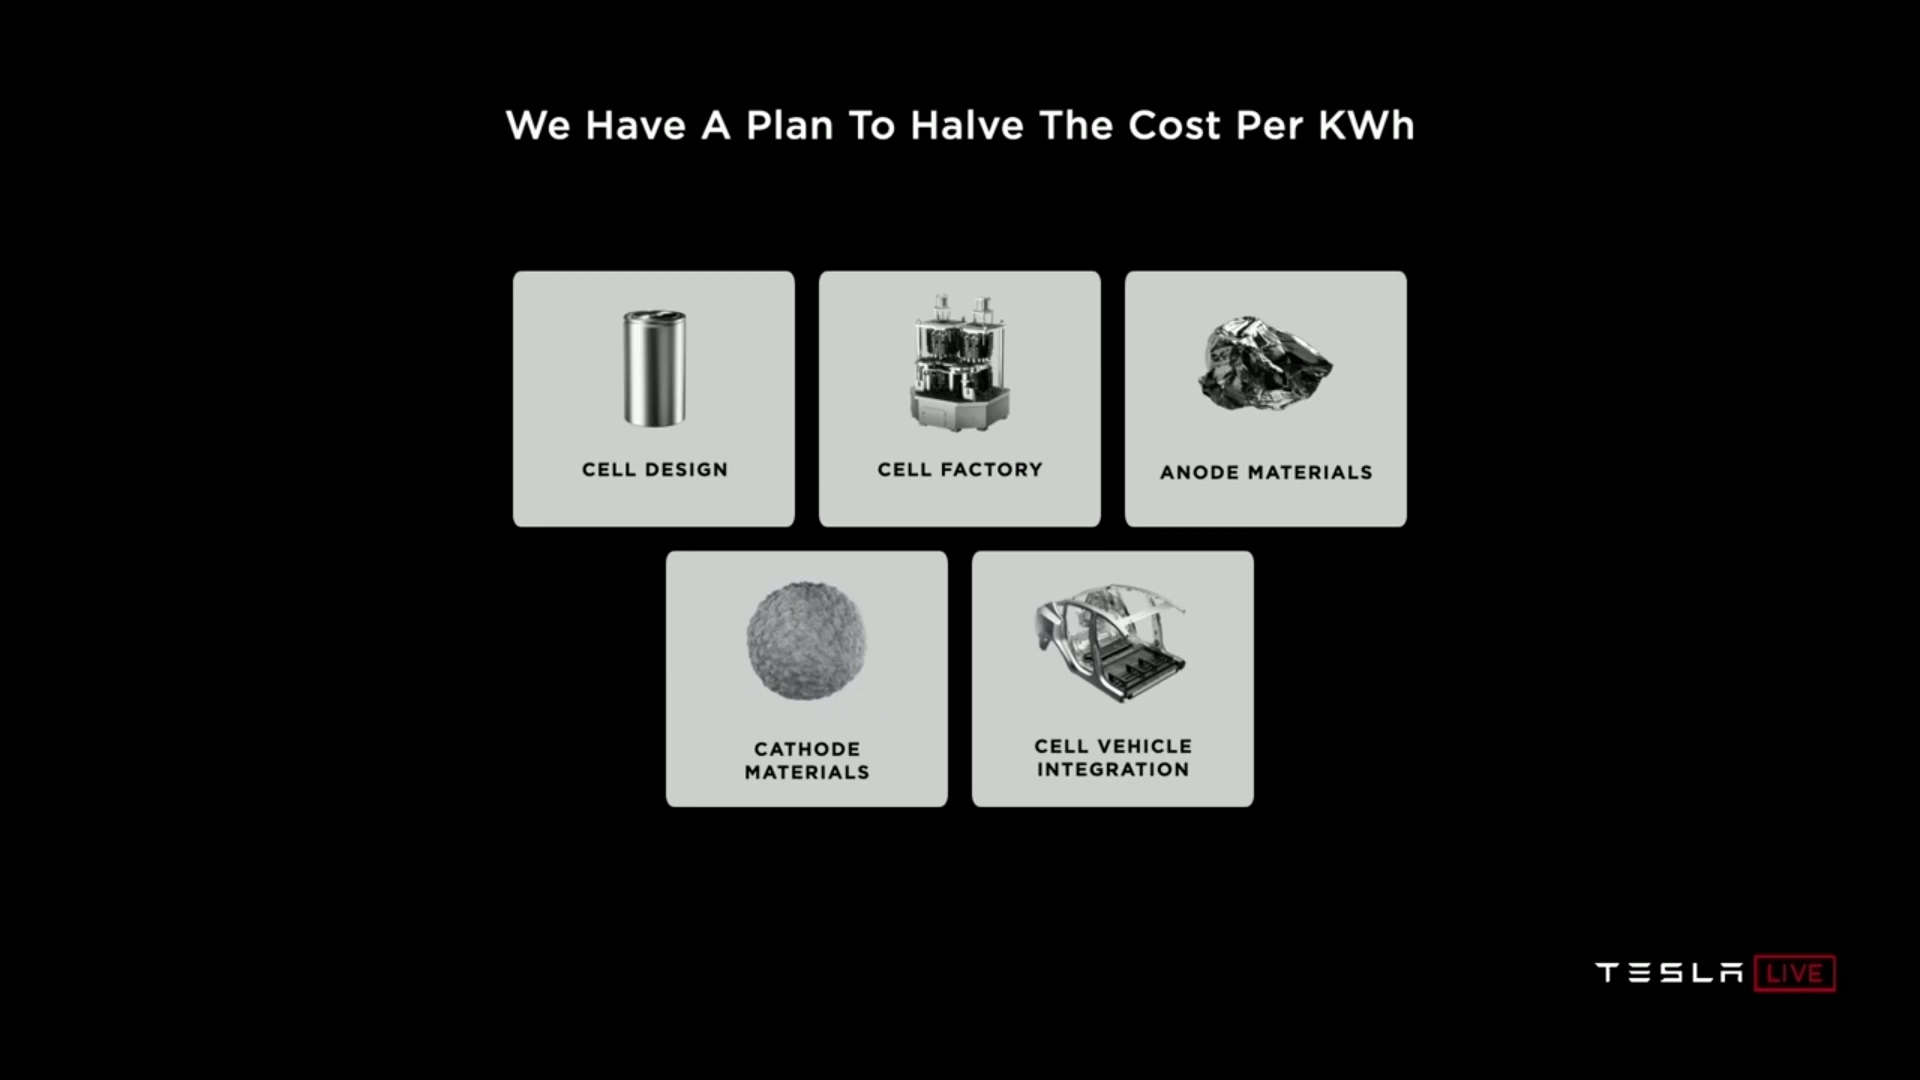 We Have A Plan To Halve The Cost Per KWh
CELL DESIGN
CELL FACTORY
ANODE MATERIALS
CATHODE
MATERIALS
CELL VEHICLE
INTEGRATION
TESLA LIVE